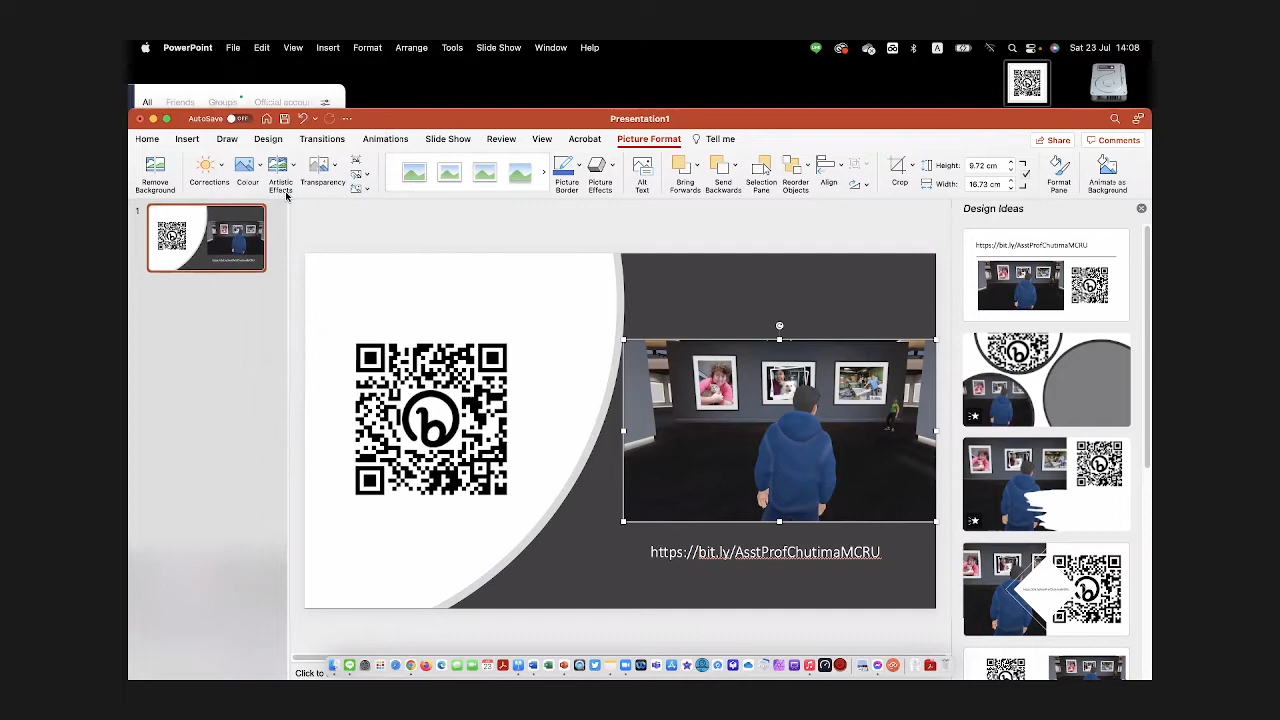 PowerPoint File Edit View Insert Format Arrange Tools Slide Show Window Help Sat 23 Jul 14:08
All Friends Groups Official accoun
AutoSave OFF Presentation1
Home Insert Draw Design Transitions Animations Slide Show Review View Acrobat Picture Format Tell me Share Comments
Remove Background
Corrections
Colour
Artistic Effects
Transparency
Picture Border
Picture Effects
Alt Text
Bring Forwards
Send Backwards
Selection Pane
Reorder Objects
Align
Crop
Height: 9.72 cm
Width: 16.73 cm
Format Pane
Animate as Background
1
Design Ideas
https://bit.ly/AsstProfChutimaMCRU
https://bit.ly/AsstProfChutimaMCRU
Click to